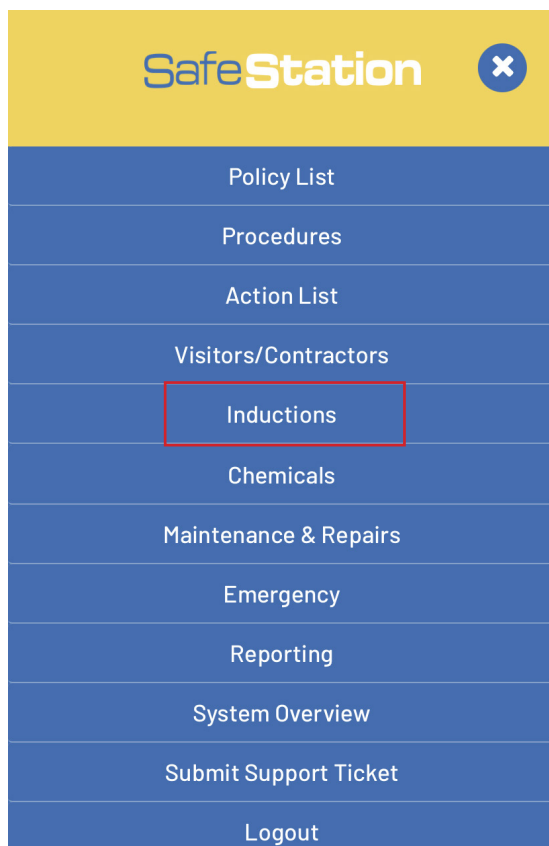 SafeStation
Policy List
Procedures
Action List
Visitors/Contractors
Inductions
Chemicals
Maintenance & Repairs
Emergency
Reporting
System Overview
Submit Support Ticket
Logout